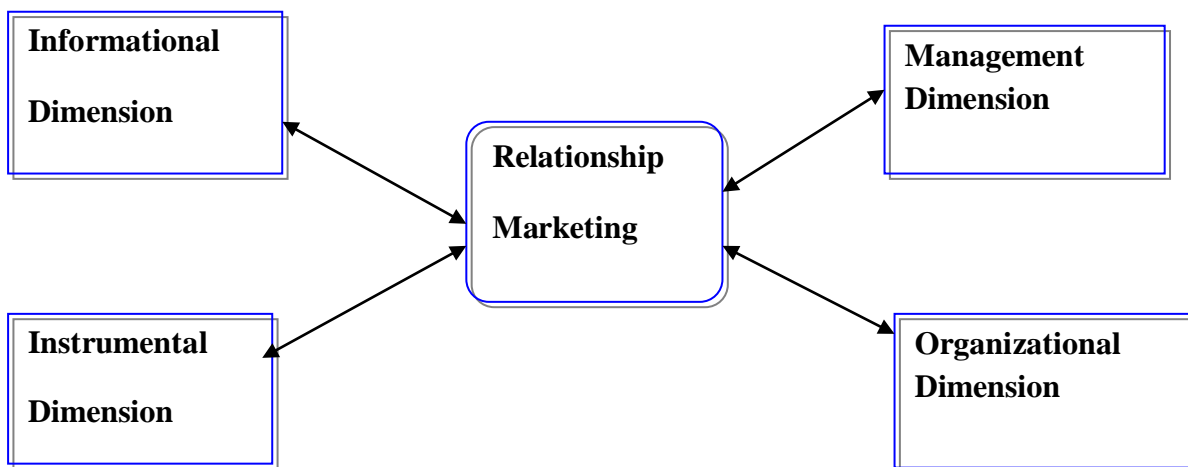 Informational
Dimension
Management
Dimension
Relationship
Marketing
Instrumental
Dimension
Organizational
Dimension